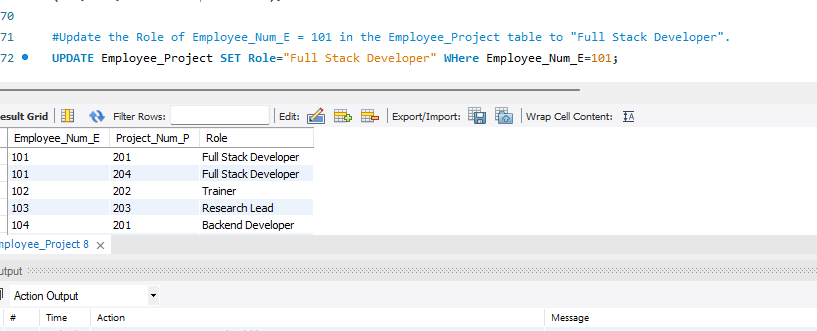 70
71 #Update the Role of Employee_Num_E = 101 in the Employee_Project table to "Full Stack Developer".
72 UPDATE Employee_Project SET Role="Full Stack Developer" WHere Employee_Num_E=101;
esult Grid Filter Rows: Edit: Export/Import: Wrap Cell Content: IA
Employee_Num_E Project_Num_P Role
101 201 Full Stack Developer
101 204 Full Stack Developer
102 202 Trainer
103 203 Research Lead
104 201 Backend Developer
mployee_Project 8
utput
Action Output
# Time Action Message